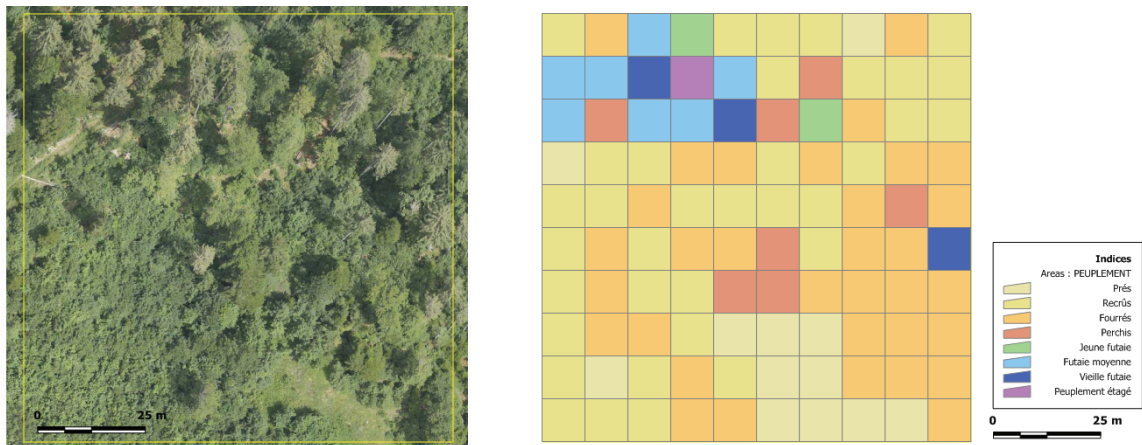 0 25 m
Indices
Areas : PEUPLEMENT
Prés
Recrûs
Fourrés
Perchis
Jeune futaie
Futaie moyenne
Vieille futaie
Peuplement étagé
0 25 m